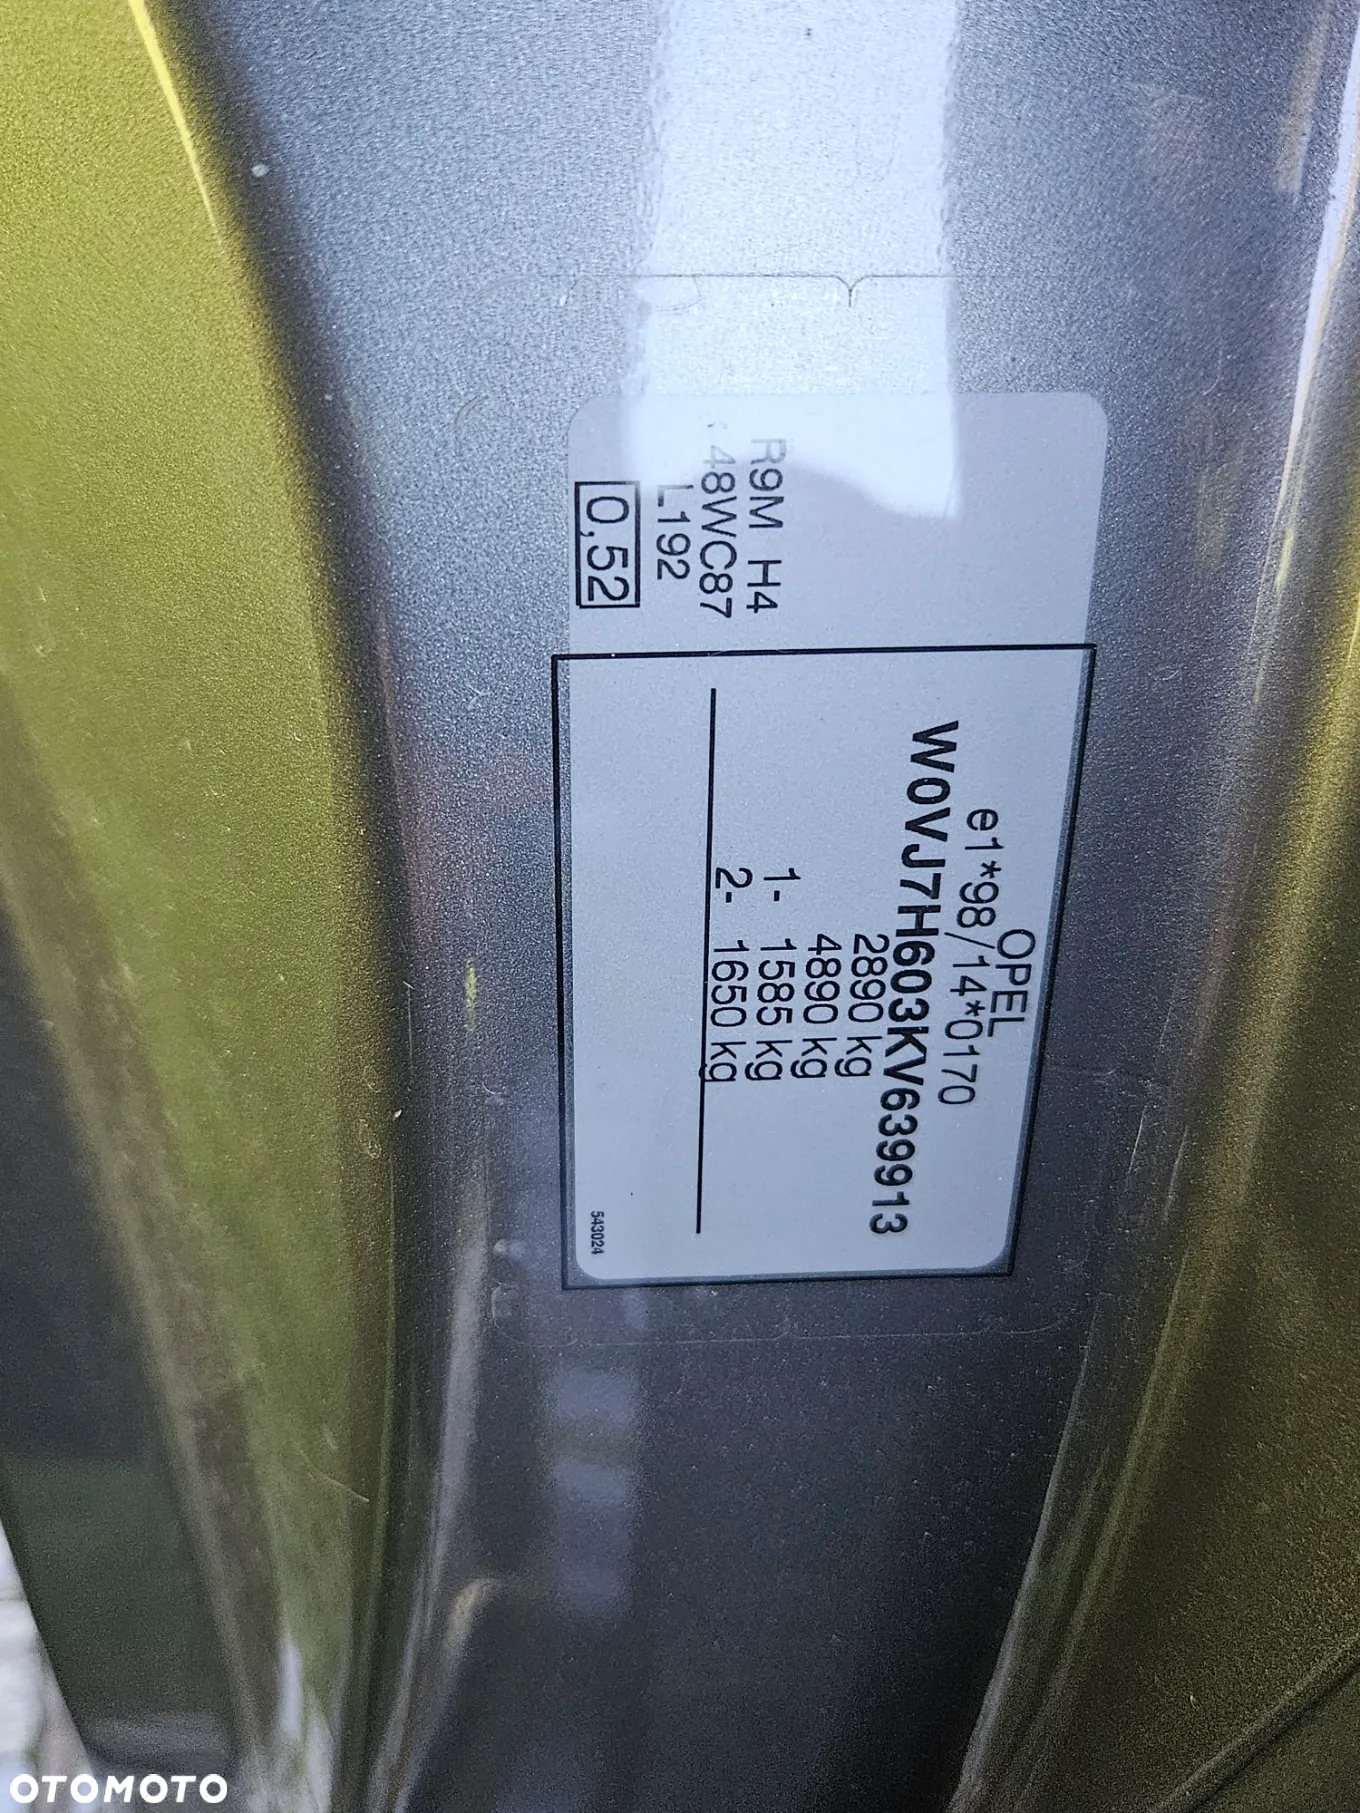 OPEL
e1*98/14*0170
W0VJ7H603KV639913
2890 kg
4890 kg
1- 1585 kg
2- 1650 kg
543024
R9M H4
48WC87
L192
0,52
OTOMOTO